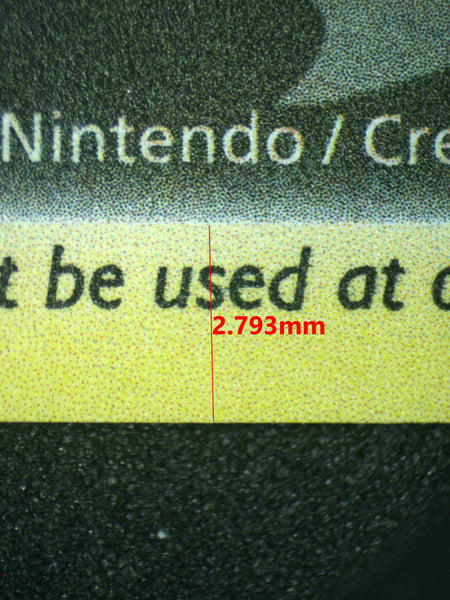 Nintendo / Cre
t be used at
2.793mm